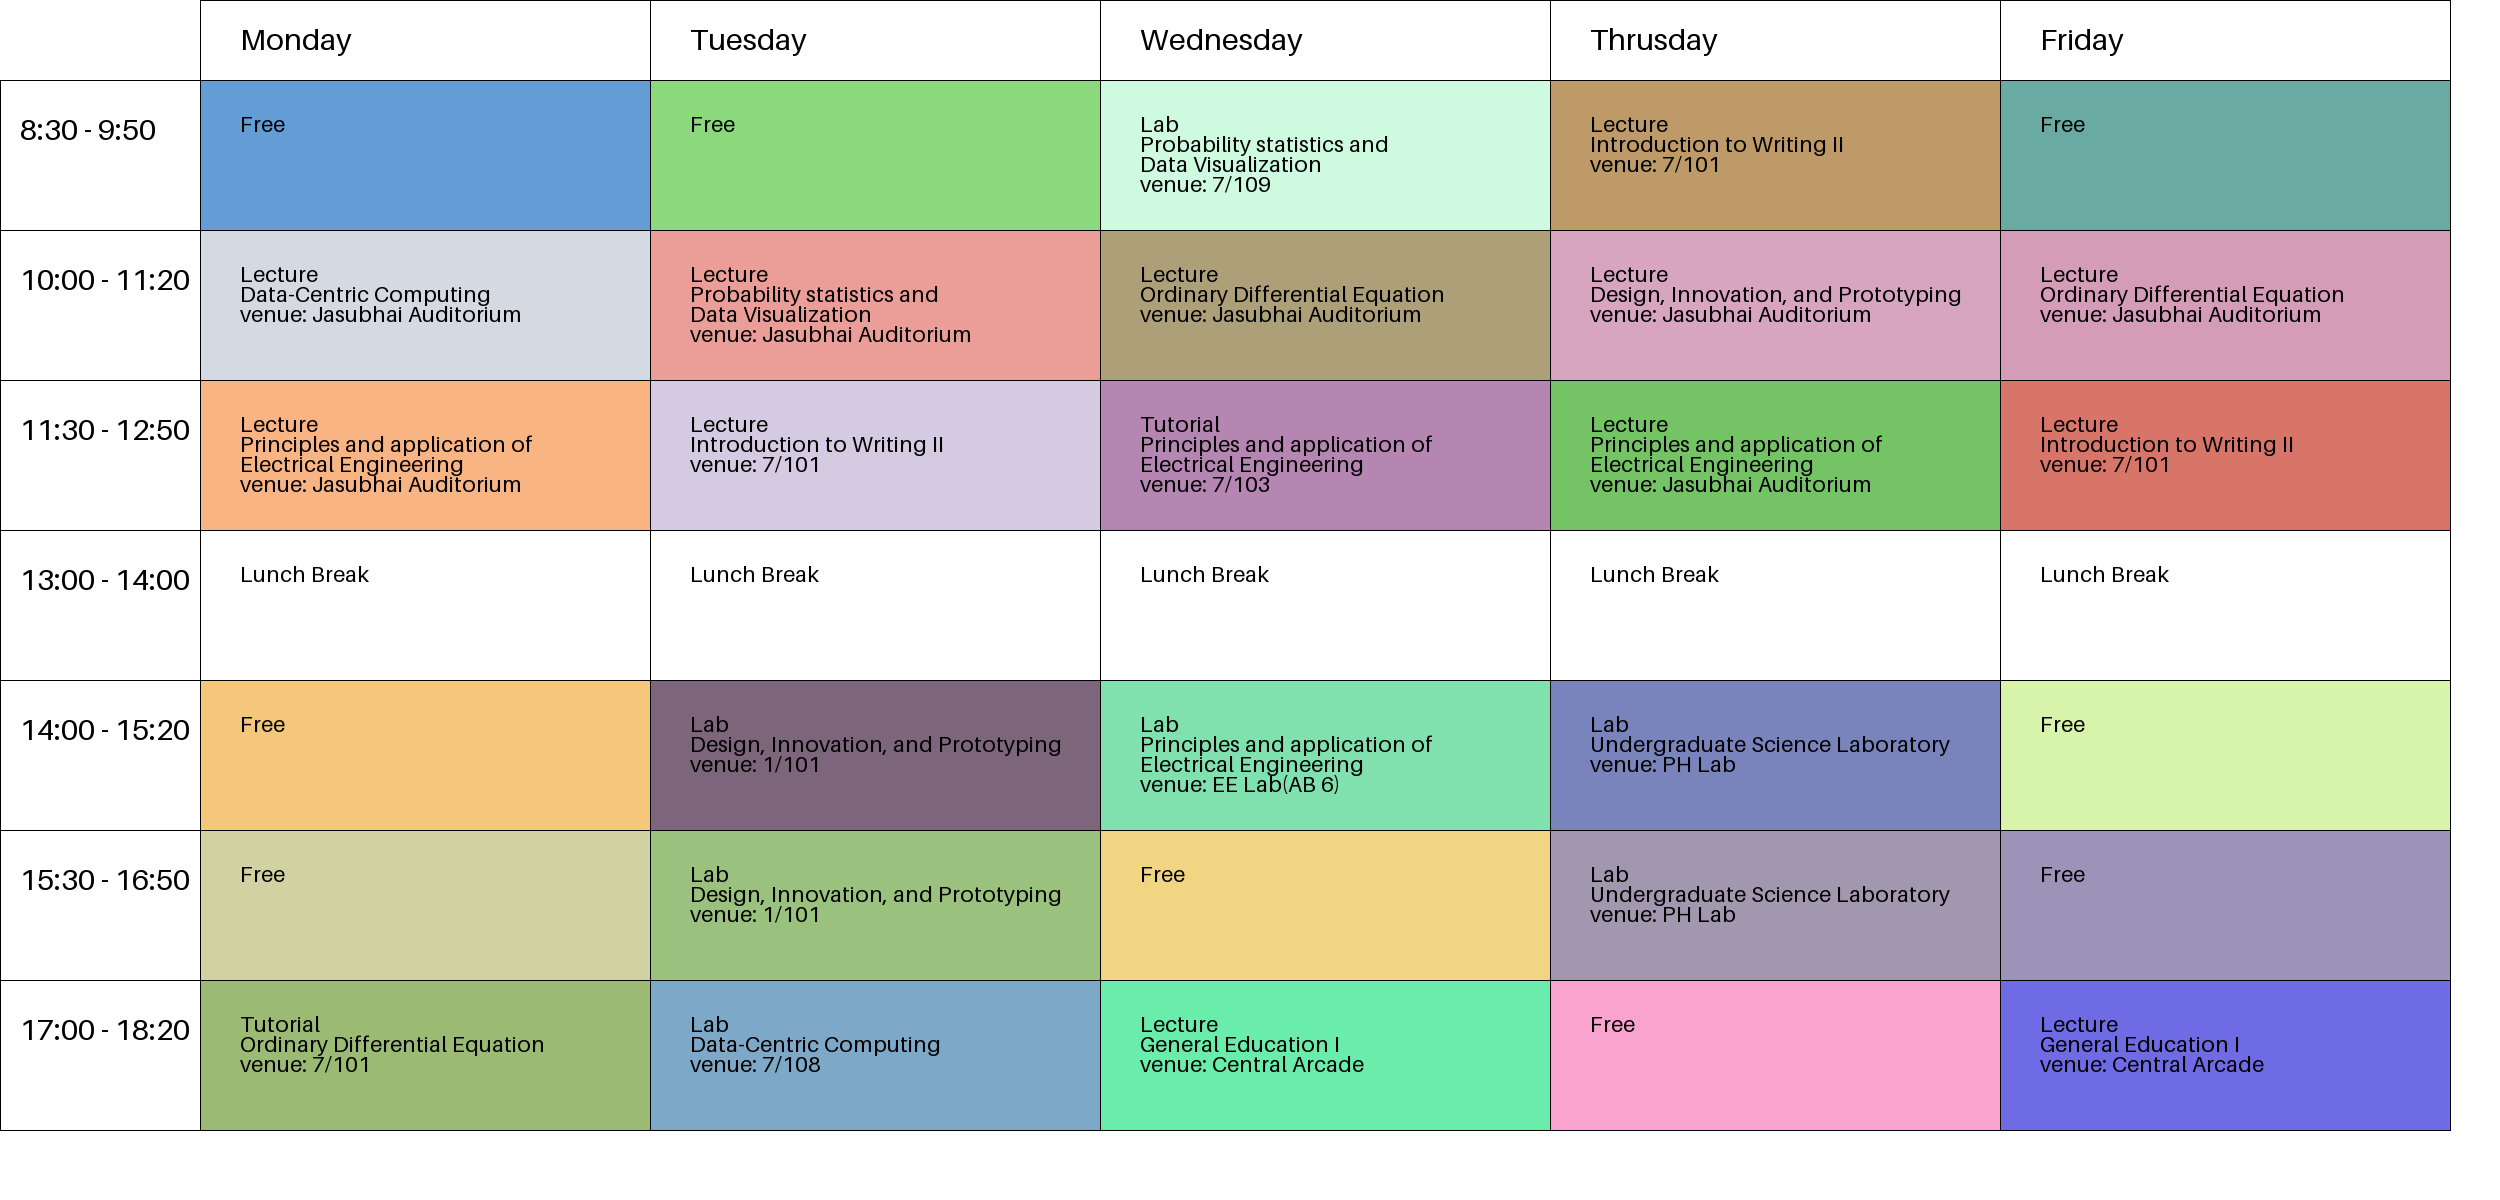 Monday
Tuesday
Wednesday
Thrusday
Friday
8:30 - 9:50
Free
Free
Lab
Probability statistics and
Data Visualization
venue: 7/109
Lecture
Introduction to Writing II
venue: 7/101
Free
10:00 - 11:20
Lecture
Data-Centric Computing
venue: Jasubhai Auditorium
Lecture
Probability statistics and
Data Visualization
venue: Jasubhai Auditorium
Lecture
Ordinary Differential Equation
venue: Jasubhai Auditorium
Lecture
Design, Innovation, and Prototyping
venue: Jasubhai Auditorium
Lecture
Ordinary Differential Equation
venue: Jasubhai Auditorium
11:30 - 12:50
Lecture
Principles and application of
Electrical Engineering
venue: Jasubhai Auditorium
Lecture
Introduction to Writing II
venue: 7/101
Tutorial
Principles and application of
Electrical Engineering
venue: 7/103
Lecture
Principles and application of
Electrical Engineering
venue: Jasubhai Auditorium
Lecture
Introduction to Writing II
venue: 7/101
13:00 - 14:00
Lunch Break
Lunch Break
Lunch Break
Lunch Break
Lunch Break
14:00 - 15:20
Free
Lab
Design, Innovation, and Prototyping
venue: 1/101
Lab
Principles and application of
Electrical Engineering
venue: EE Lab(AB 6)
Lab
Undergraduate Science Laboratory
venue: PH Lab
Free
15:30 - 16:50
Free
Lab
Design, Innovation, and Prototyping
venue: 1/101
Free
Lab
Undergraduate Science Laboratory
venue: PH Lab
Free
17:00 - 18:20
Tutorial
Ordinary Differential Equation
venue: 7/101
Lab
Data-Centric Computing
venue: 7/108
Lecture
General Education I
venue: Central Arcade
Free
Lecture
General Education I
venue: Central Arcade